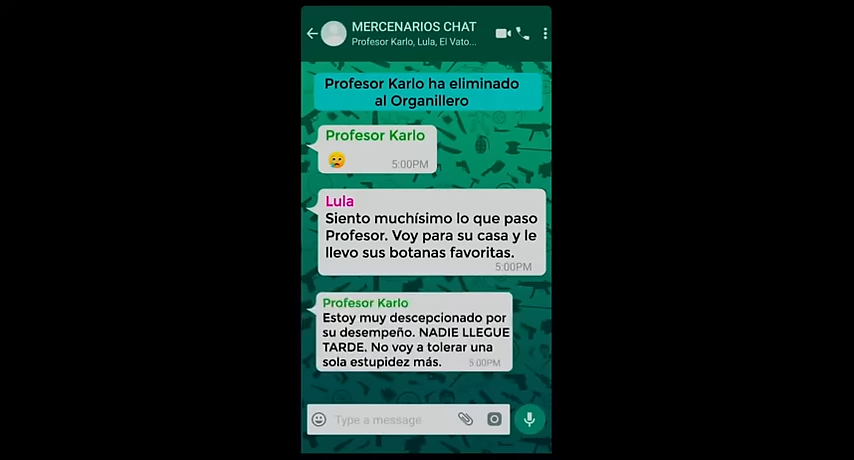 MERCENARIOS CHAT
Profesor Karlo, Lula, El Vato...
Profesor Karlo ha eliminado
al Organillero
Profesor Karlo
5:00PM
Lula
Siento muchísimo lo que paso
Profesor. Voy para su casa y le
llevo sus botanas favoritas.
5:00PM
Profesor Karlo
Estoy muy descepcionado por
su desempeño. NADIE LLEGUE
TARDE. No voy a tolerar una
sola estupidez más.
5:00PM
Type a message